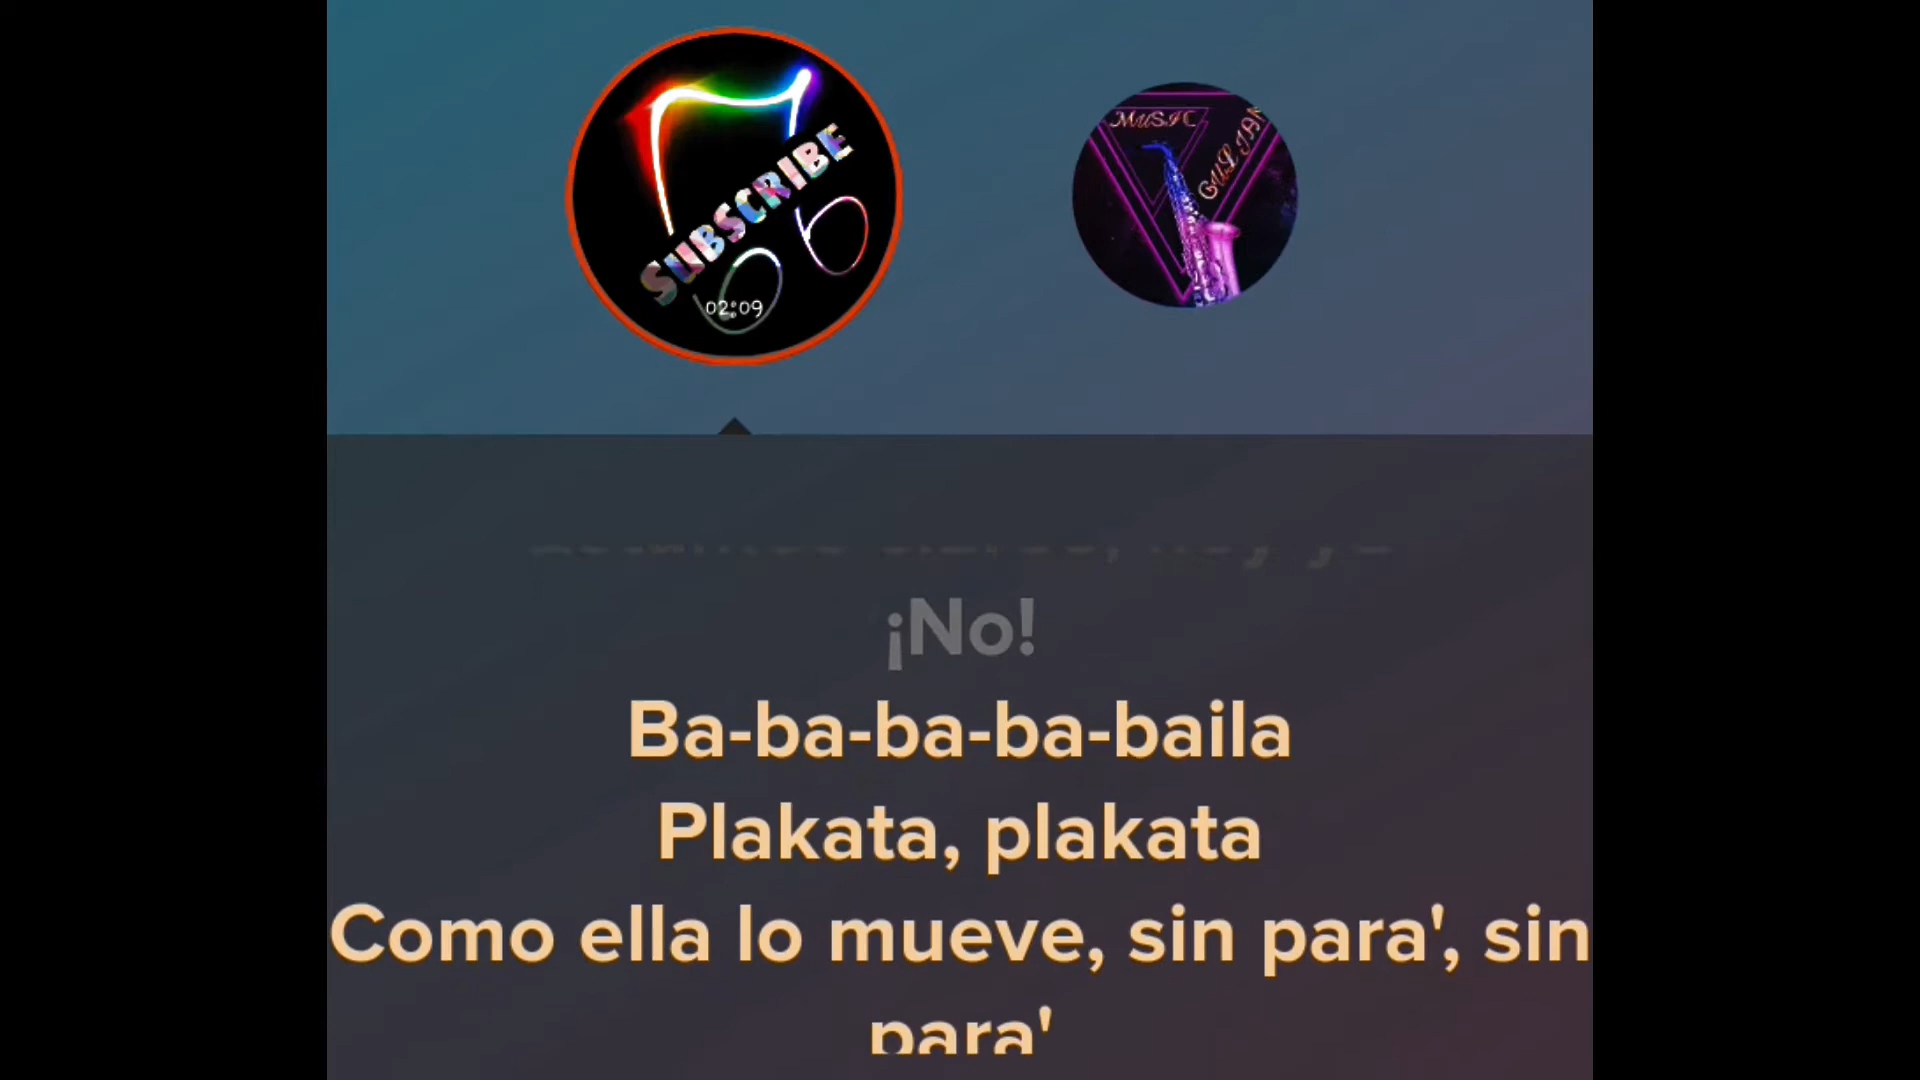 MUSIC
GULJAN
SUBSCRIBE
02:09
¡No!
Ba-ba-ba-ba-baila
Plakata, plakata
Como ella lo mueve, sin para', sin
para'